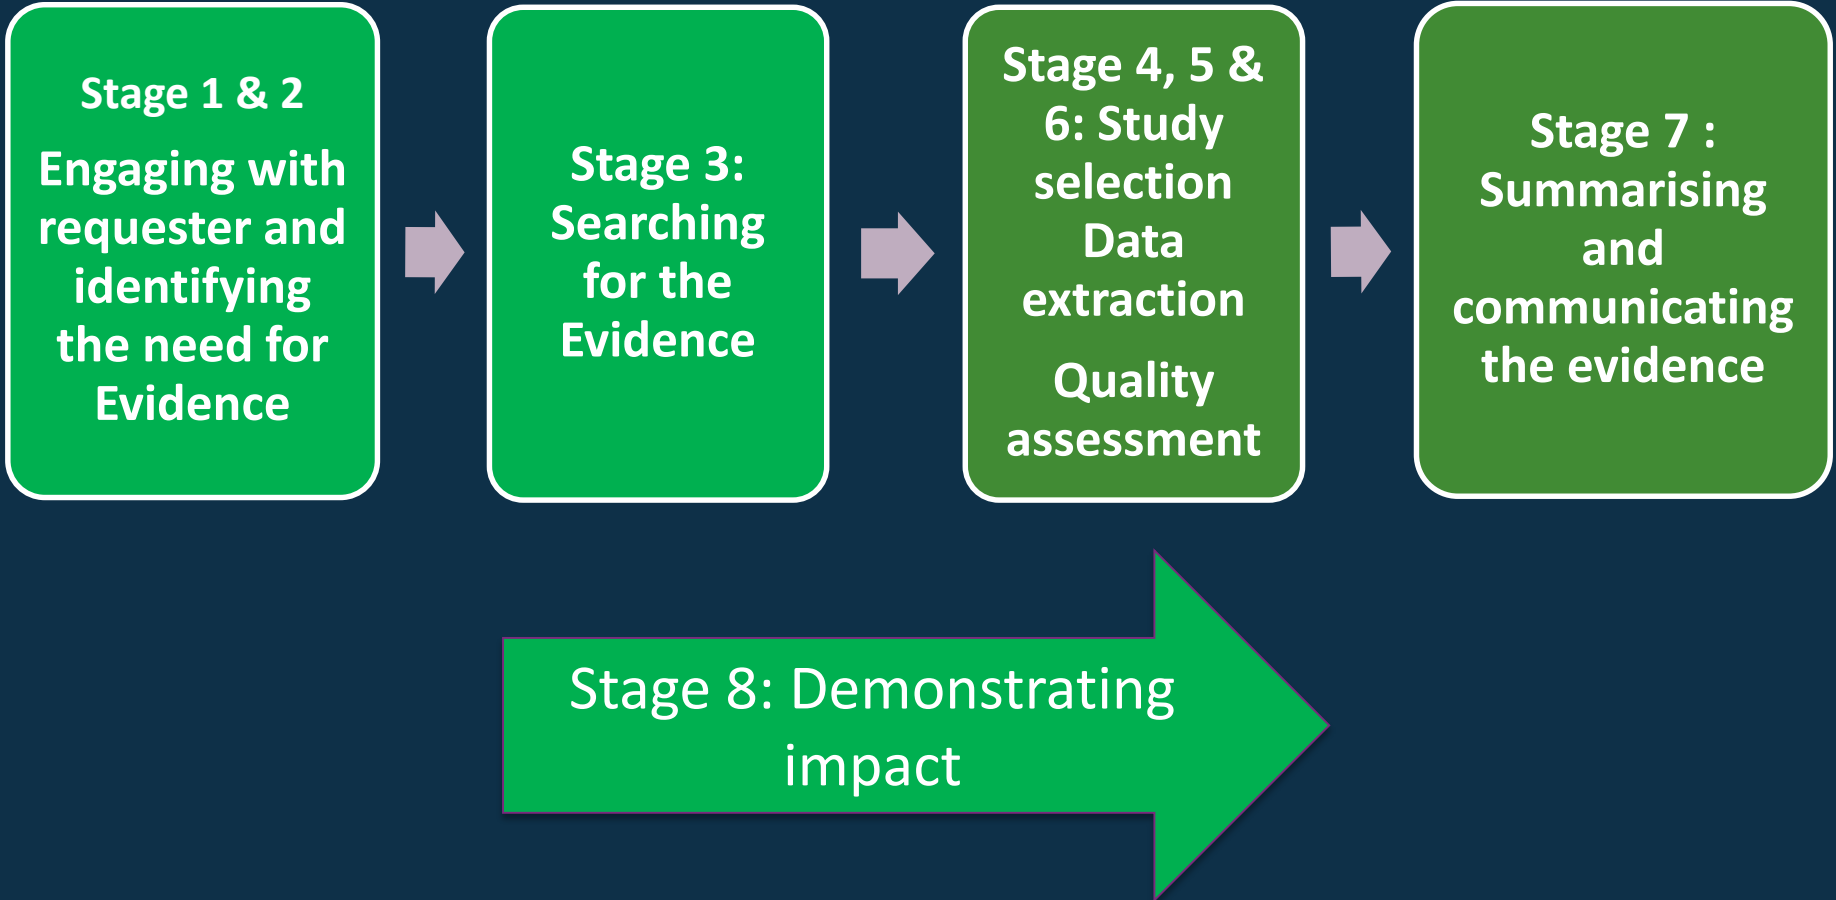 Stage 1 & 2
Engaging with
requester and
identifying
the need for
Evidence
Stage 3:
Searching
for the
Evidence
Stage 4, 5 &
6: Study
selection
Data
extraction
Quality
assessment
Stage 7 :
Summarising
and
communicating
the evidence
Stage 8: Demonstrating
impact